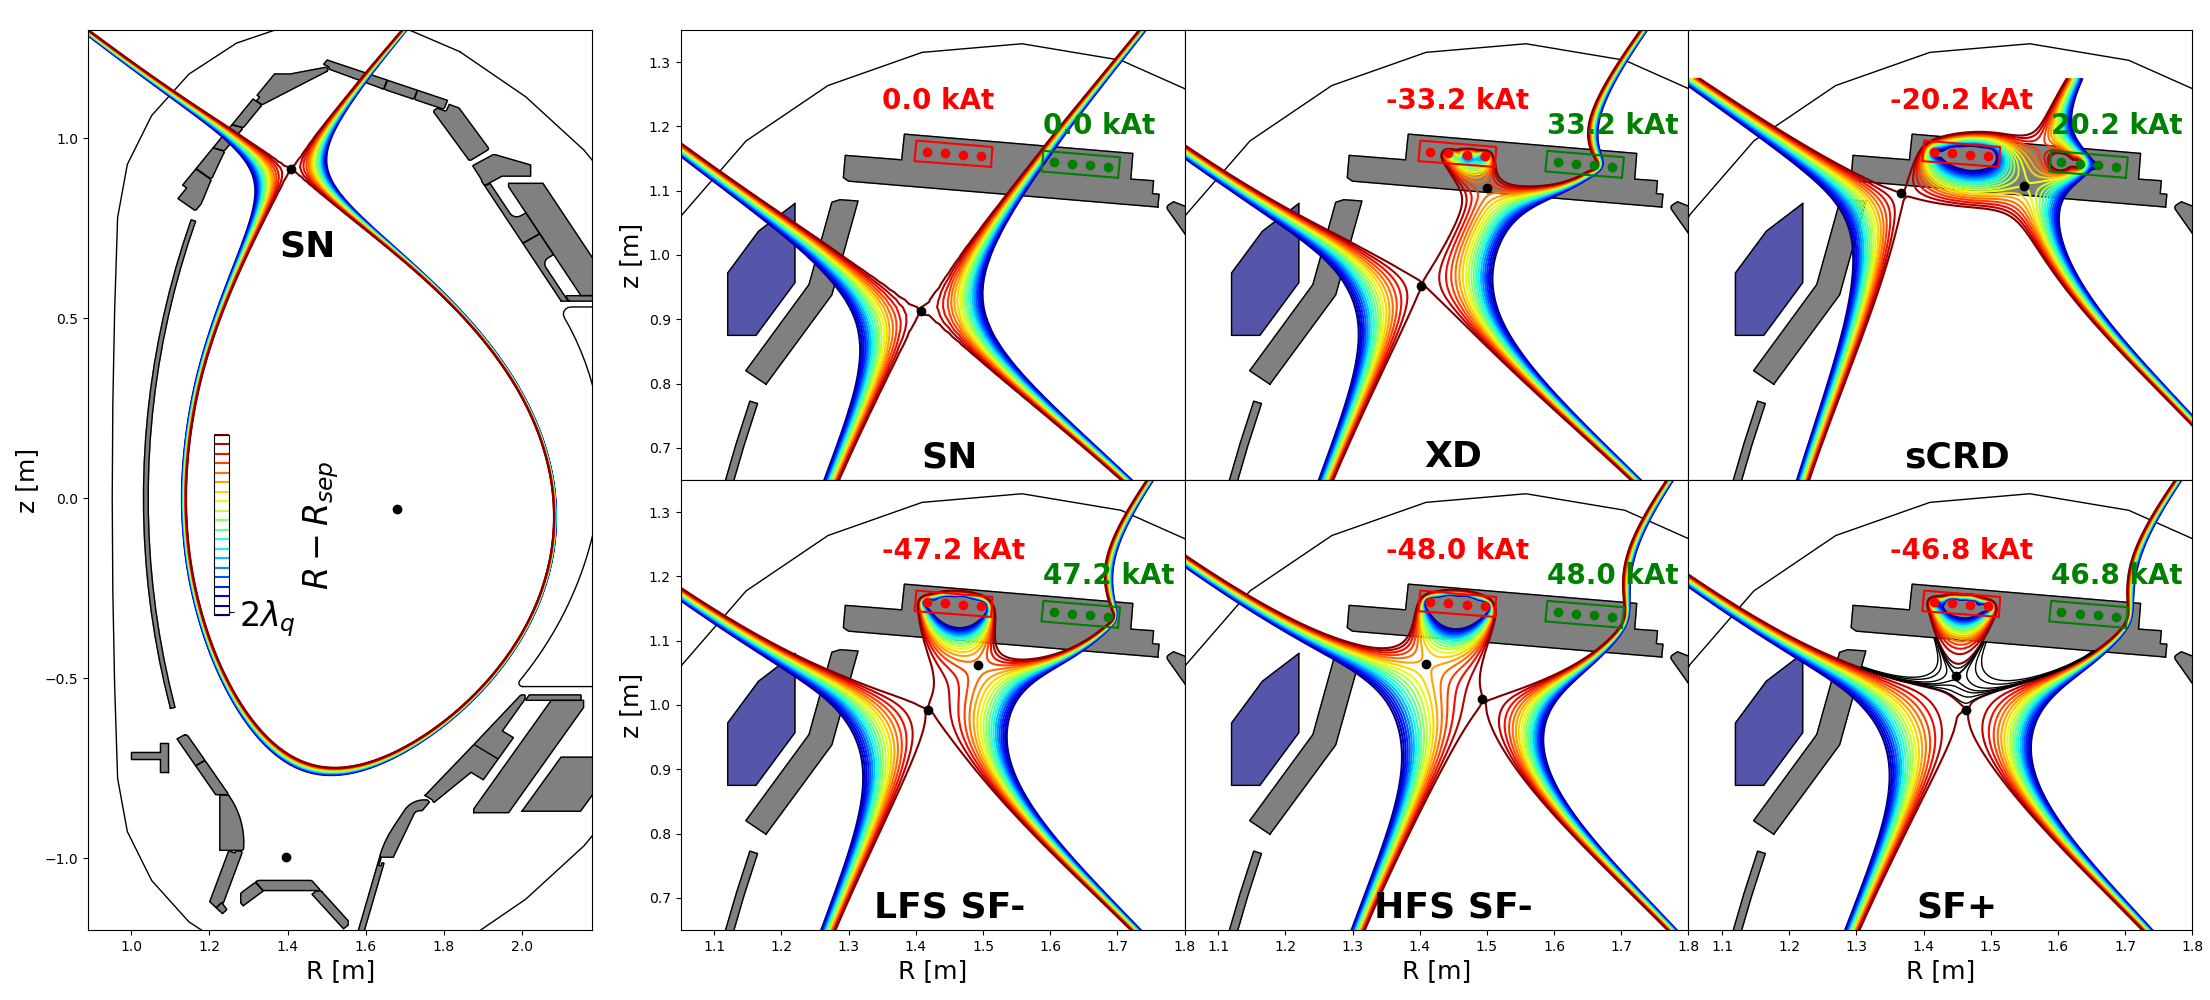 SN
R − R_sep
2λ_q
1.0
0.5
0.0
−0.5
−1.0
z [m]
1.0 1.2 1.4 1.6 1.8 2.0
R [m]
0.0 kAt
0.0 kAt
SN
-33.2 kAt
33.2 kAt
XD
-20.2 kAt
20.2 kAt
sCRD
1.3
1.2
1.1
1.0
0.9
0.8
0.7
z [m]
-47.2 kAt
47.2 kAt
LFS SF-
-48.0 kAt
48.0 kAt
HFS SF-
-46.8 kAt
46.8 kAt
SF+
1.3
1.2
1.1
1.0
0.9
0.8
0.7
z [m]
1.1 1.2 1.3 1.4 1.5 1.6 1.7 1.8
R [m]
1.1 1.2 1.3 1.4 1.5 1.6 1.7 1.8
R [m]
1.1 1.2 1.3 1.4 1.5 1.6 1.7 1.8
R [m]